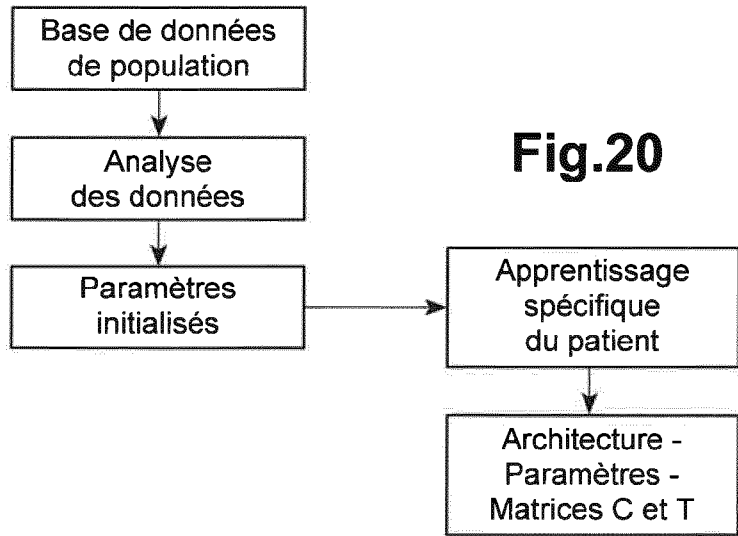 Base de données
de population
Analyse
des données
Paramètres
initialisés
Fig.20
Apprentissage
spécifique
du patient
Architecture -
Paramètres -
Matrices C et T